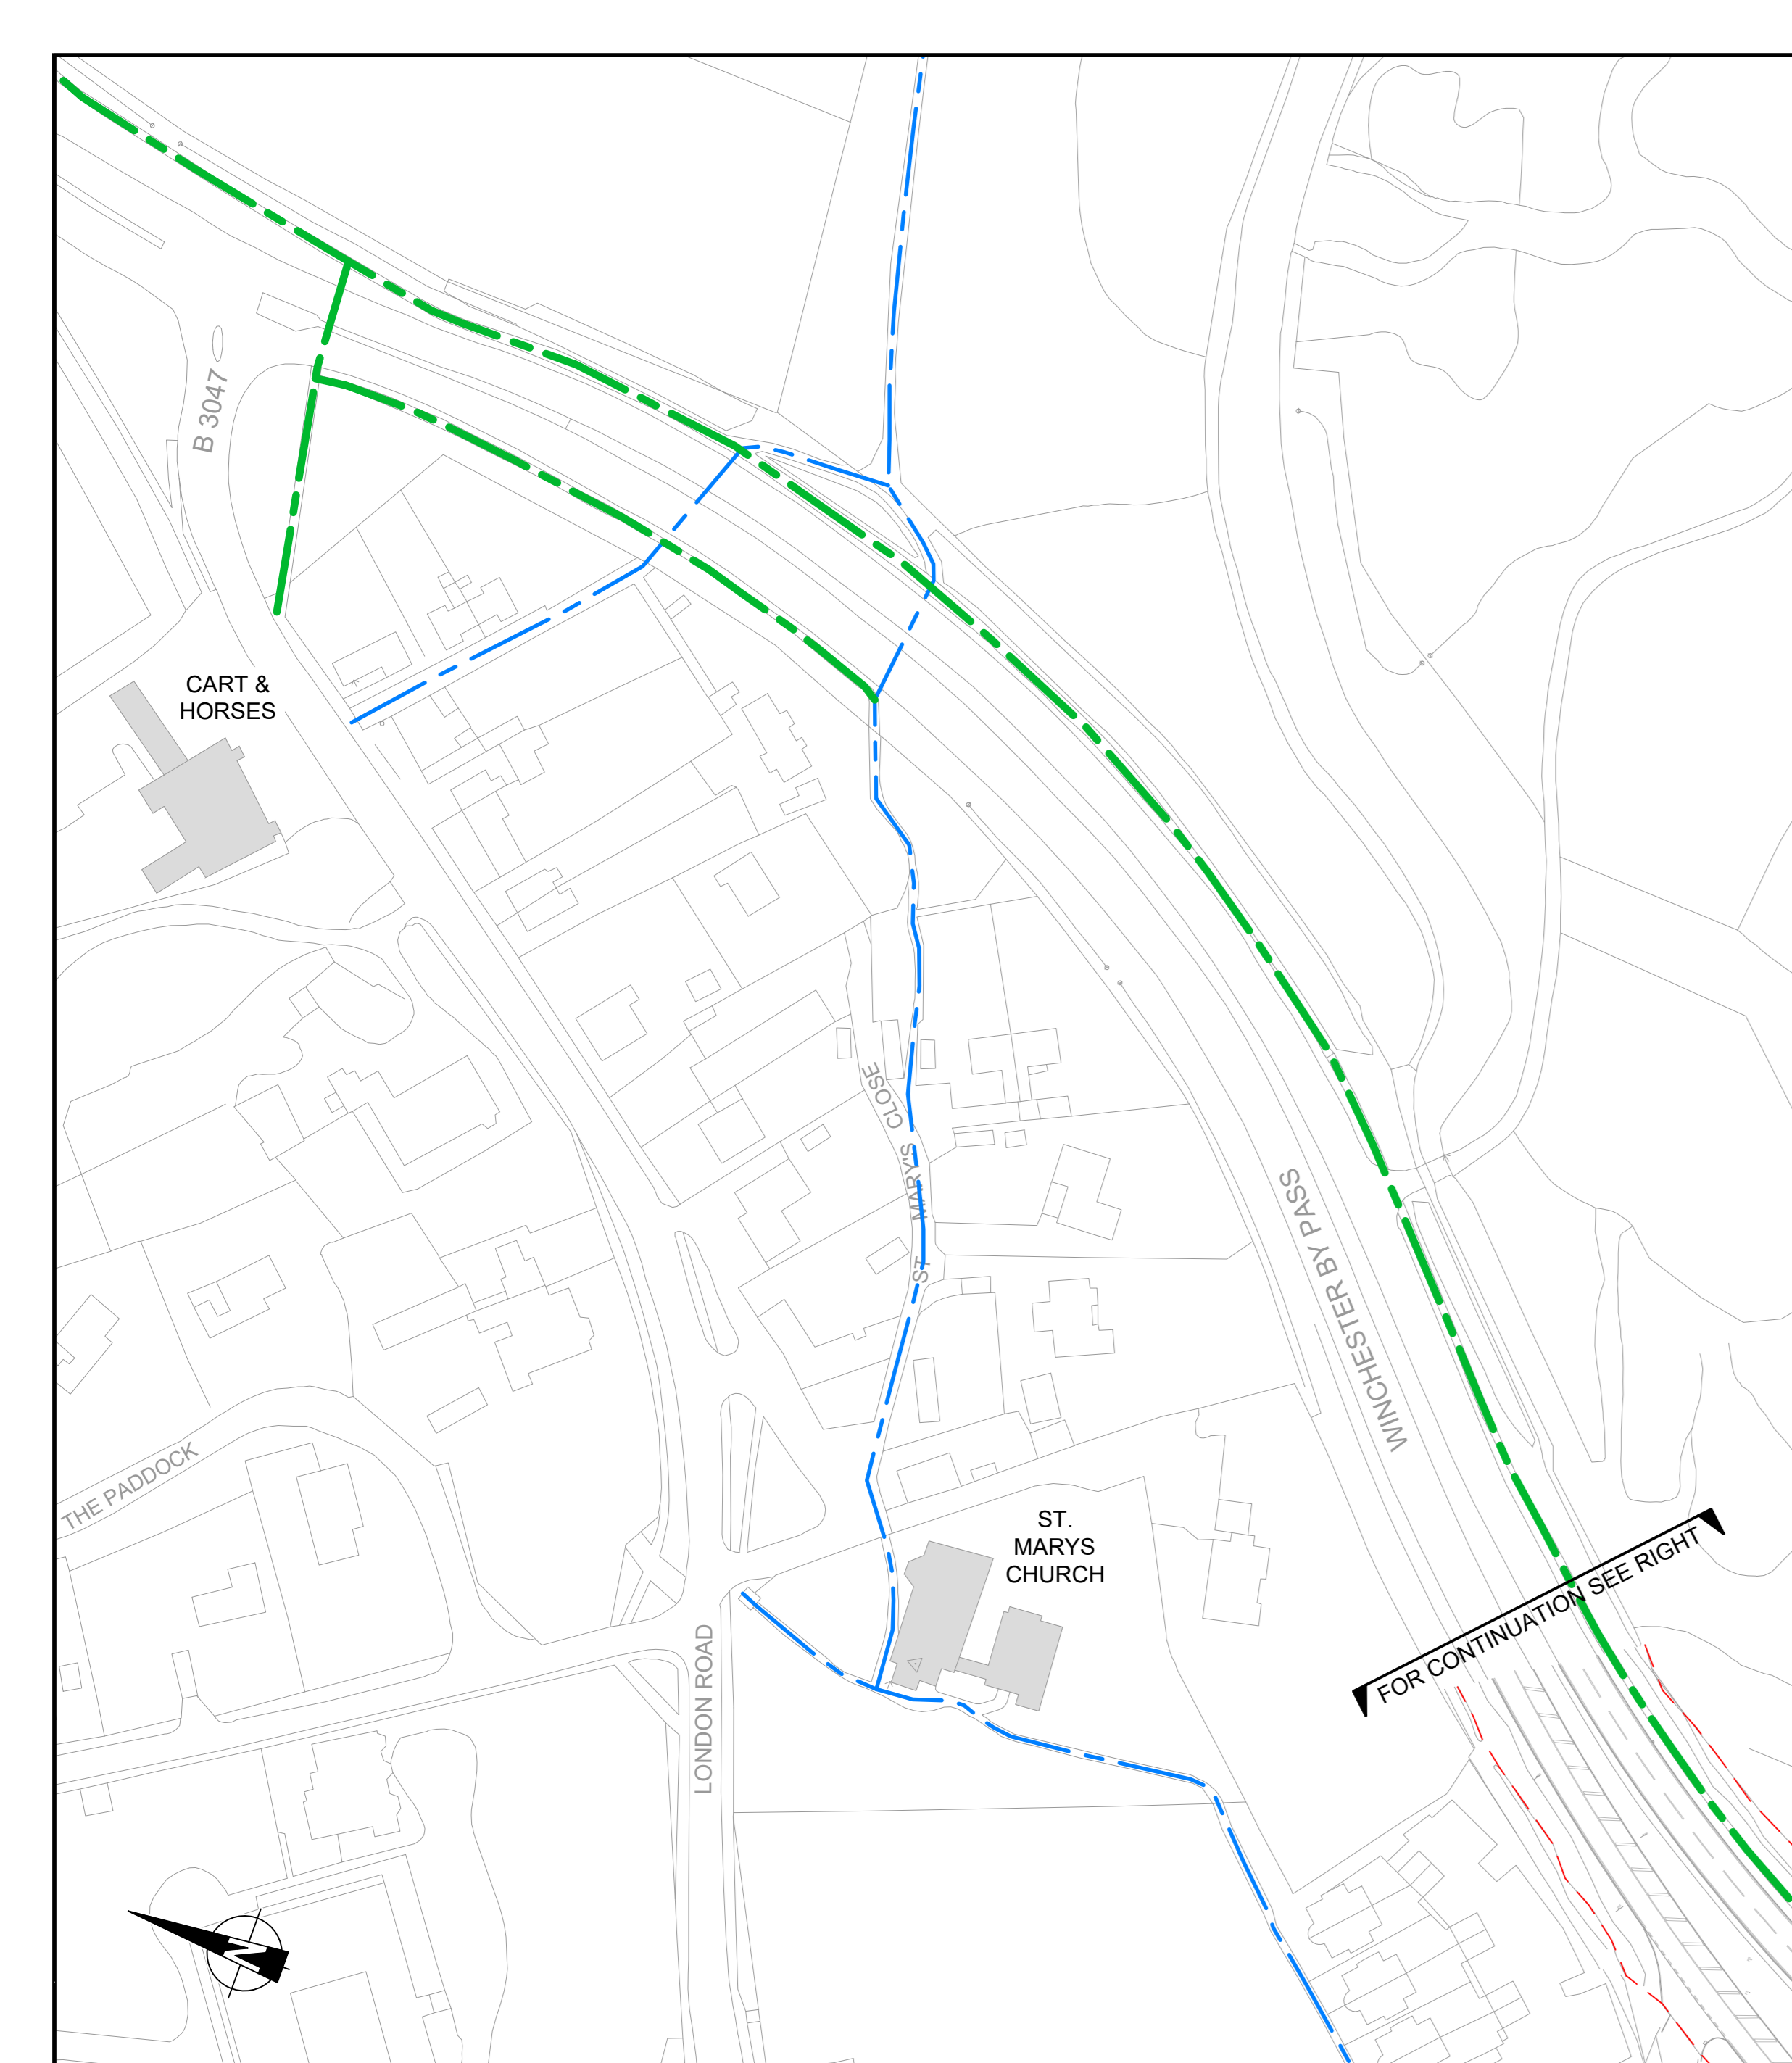 B 3047
CART &
HORSES
ST. MARY'S CLOSE
WINCHESTER BY PASS
THE PADDOCK
ST.
MARYS
CHURCH
FOR CONTINUATION SEE RIGHT
LONDON ROAD
N